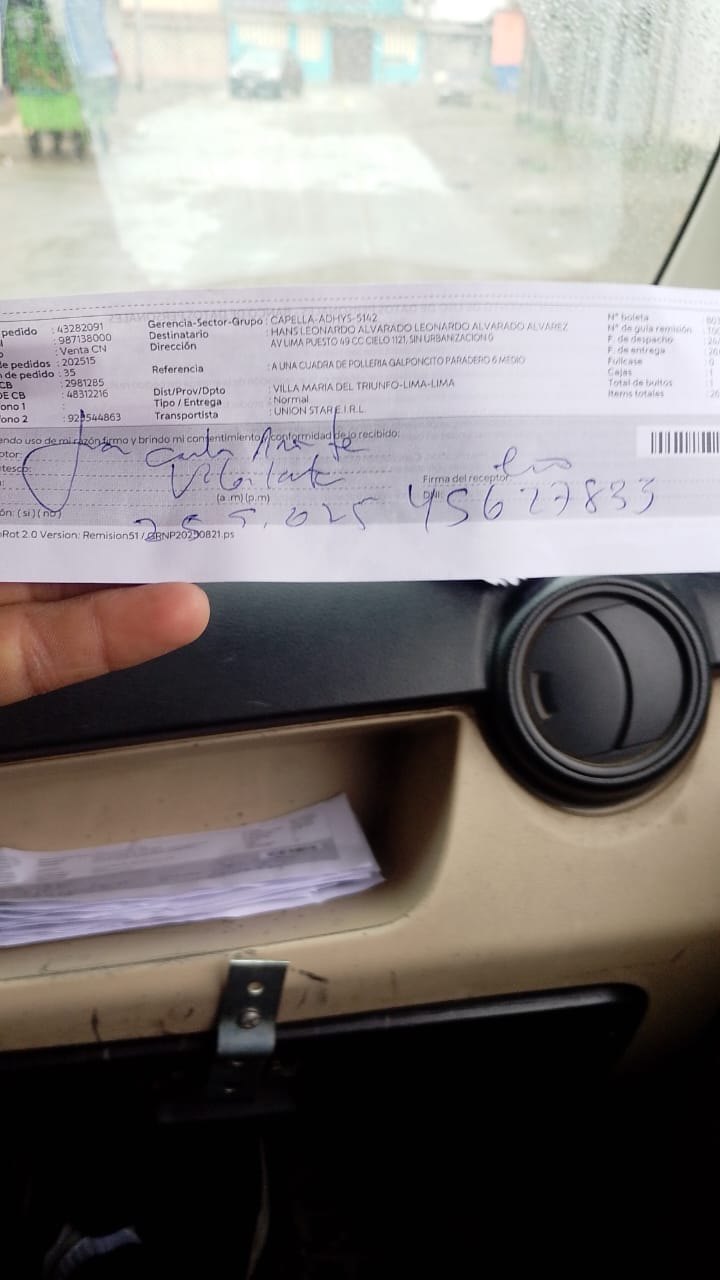 pedido : 43282091
: 987138000
: Venta CN
de pedidos : 202515
de pedido : 35
CB : 2981285
DE CB : 48312216
fono 1 :
fono 2
Gerencia-Sector-Grupo : CAPELLA-ADHYS-5142
Destinatario : HANS LEONARDO ALVARADO LEONARDO ALVARADO ALVAREZ
Dirección AV LIMA PUESTO 49 CC CIELO 1121, SIN URBANIZACION 0
Referencia : A UNA CUADRA DE POLLERIA GALPONCITO PARADERO 6 MEDIO
Dist/Prov/Dpto : VILLA MARIA DEL TRIUNFO-LIMA-LIMA
Tipo / Entrega : Normal
Transportista : UNION STAR E.I.R.L.
N° boleta
N° de guía remisión
F. de despacho
F. de entrega
Fullcase
Cajas
Total de bultos
Items totales
endo uso de mi razón firmo y brindo mi consentimiento / conformidad de lo recibido:
ptor:
ntesco:
Vigilante
(a.m) (p.m)
Firma del receptor:
DNI: 45627833
ón: (si) (no)
Rot 2.0 Version: Remision51